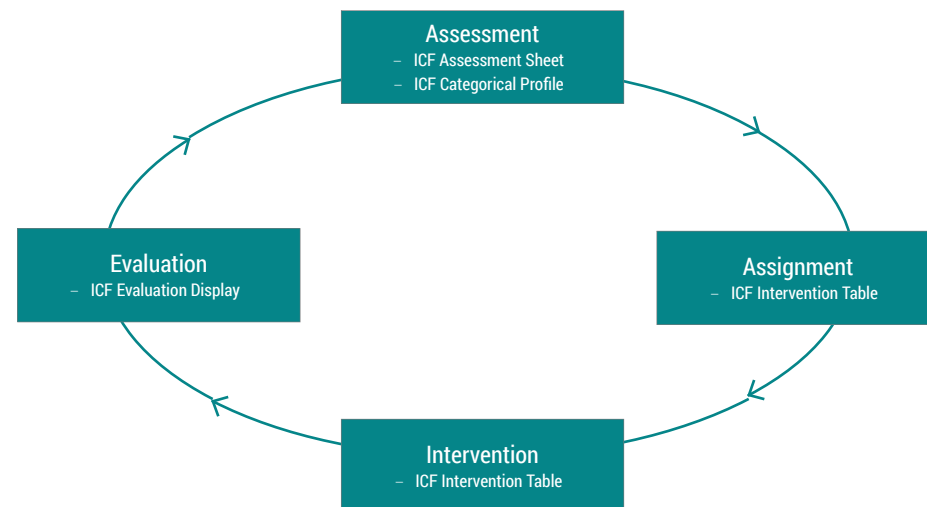 Assessment
– ICF Assessment Sheet
– ICF Categorical Profile
Evaluation
– ICF Evaluation Display
Assignment
– ICF Intervention Table
Intervention
– ICF Intervention Table